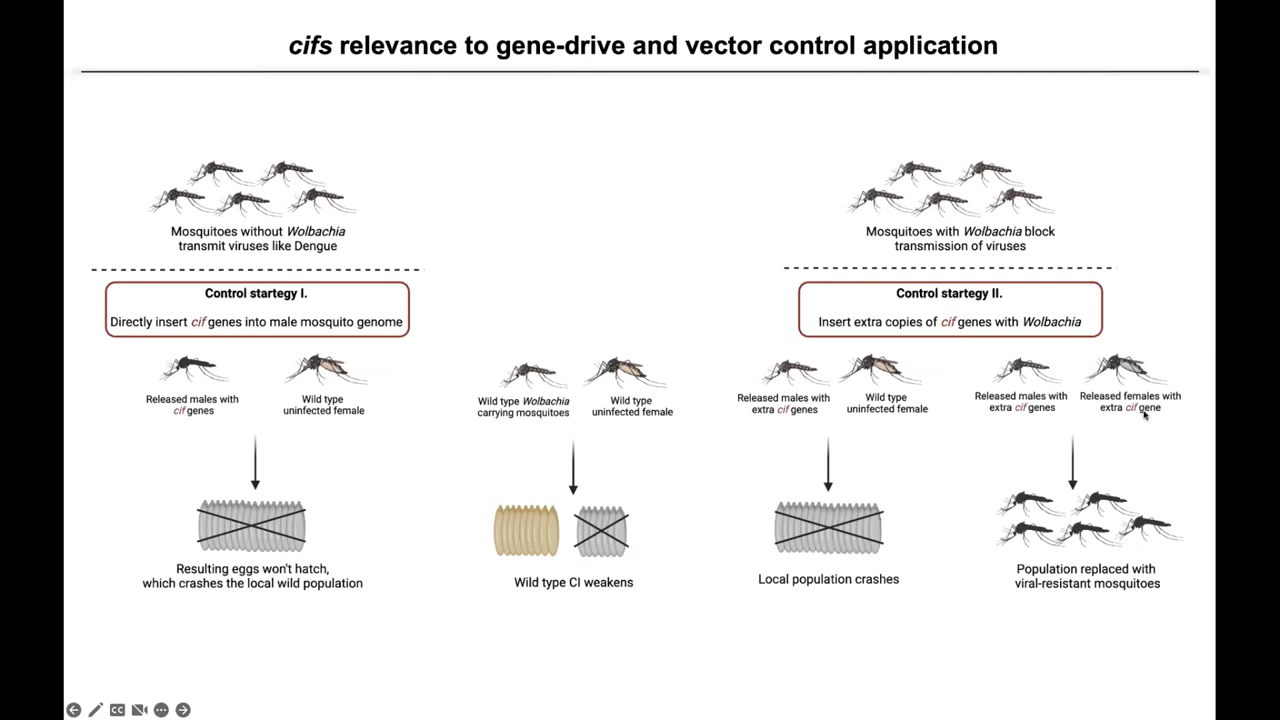 cifs relevance to gene-drive and vector control application
Mosquitoes without Wolbachia
transmit viruses like Dengue
Control startegy I.
Directly insert cif genes into male mosquito genome
Released males with
cif genes
Wild type
uninfected female
Resulting eggs won't hatch,
which crashes the local wild population
Wild type Wolbachia
carrying mosquitoes
Wild type
uninfected female
Wild type CI weakens
Mosquitoes with Wolbachia block
transmission of viruses
Control startegy II.
Insert extra copies of cif genes with Wolbachia
Released males with
extra cif genes
Wild type
uninfected female
Local population crashes
Released males with
extra cif genes
Released females with
extra cif gene
Population replaced with
viral-resistant mosquitoes
CC